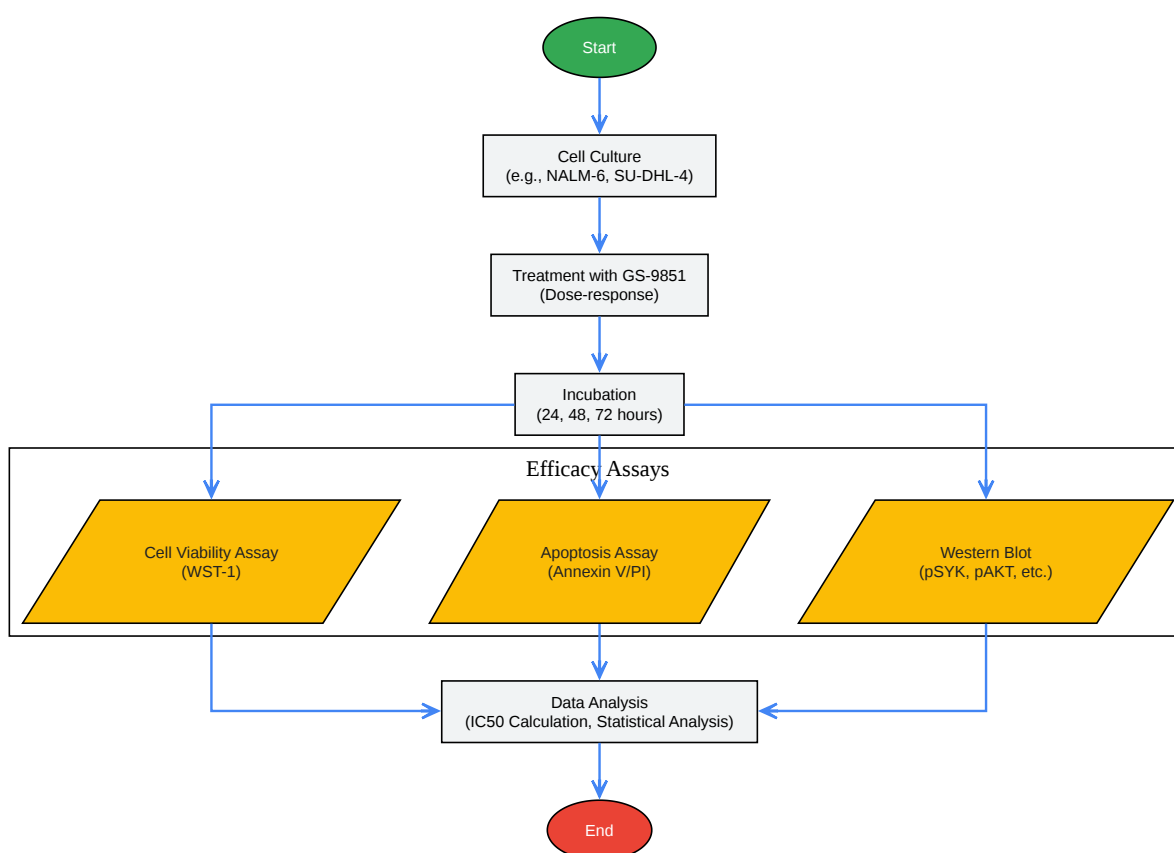 Start
Cell Culture
(e.g., NALM-6, SU-DHL-4)
Treatment with GS-9851
(Dose-response)
Incubation
(24, 48, 72 hours)
Efficacy Assays
Cell Viability Assay
(WST-1)
Apoptosis Assay
(Annexin V/PI)
Western Blot
(pSYK, pAKT, etc.)
Data Analysis
(IC50 Calculation, Statistical Analysis)
End